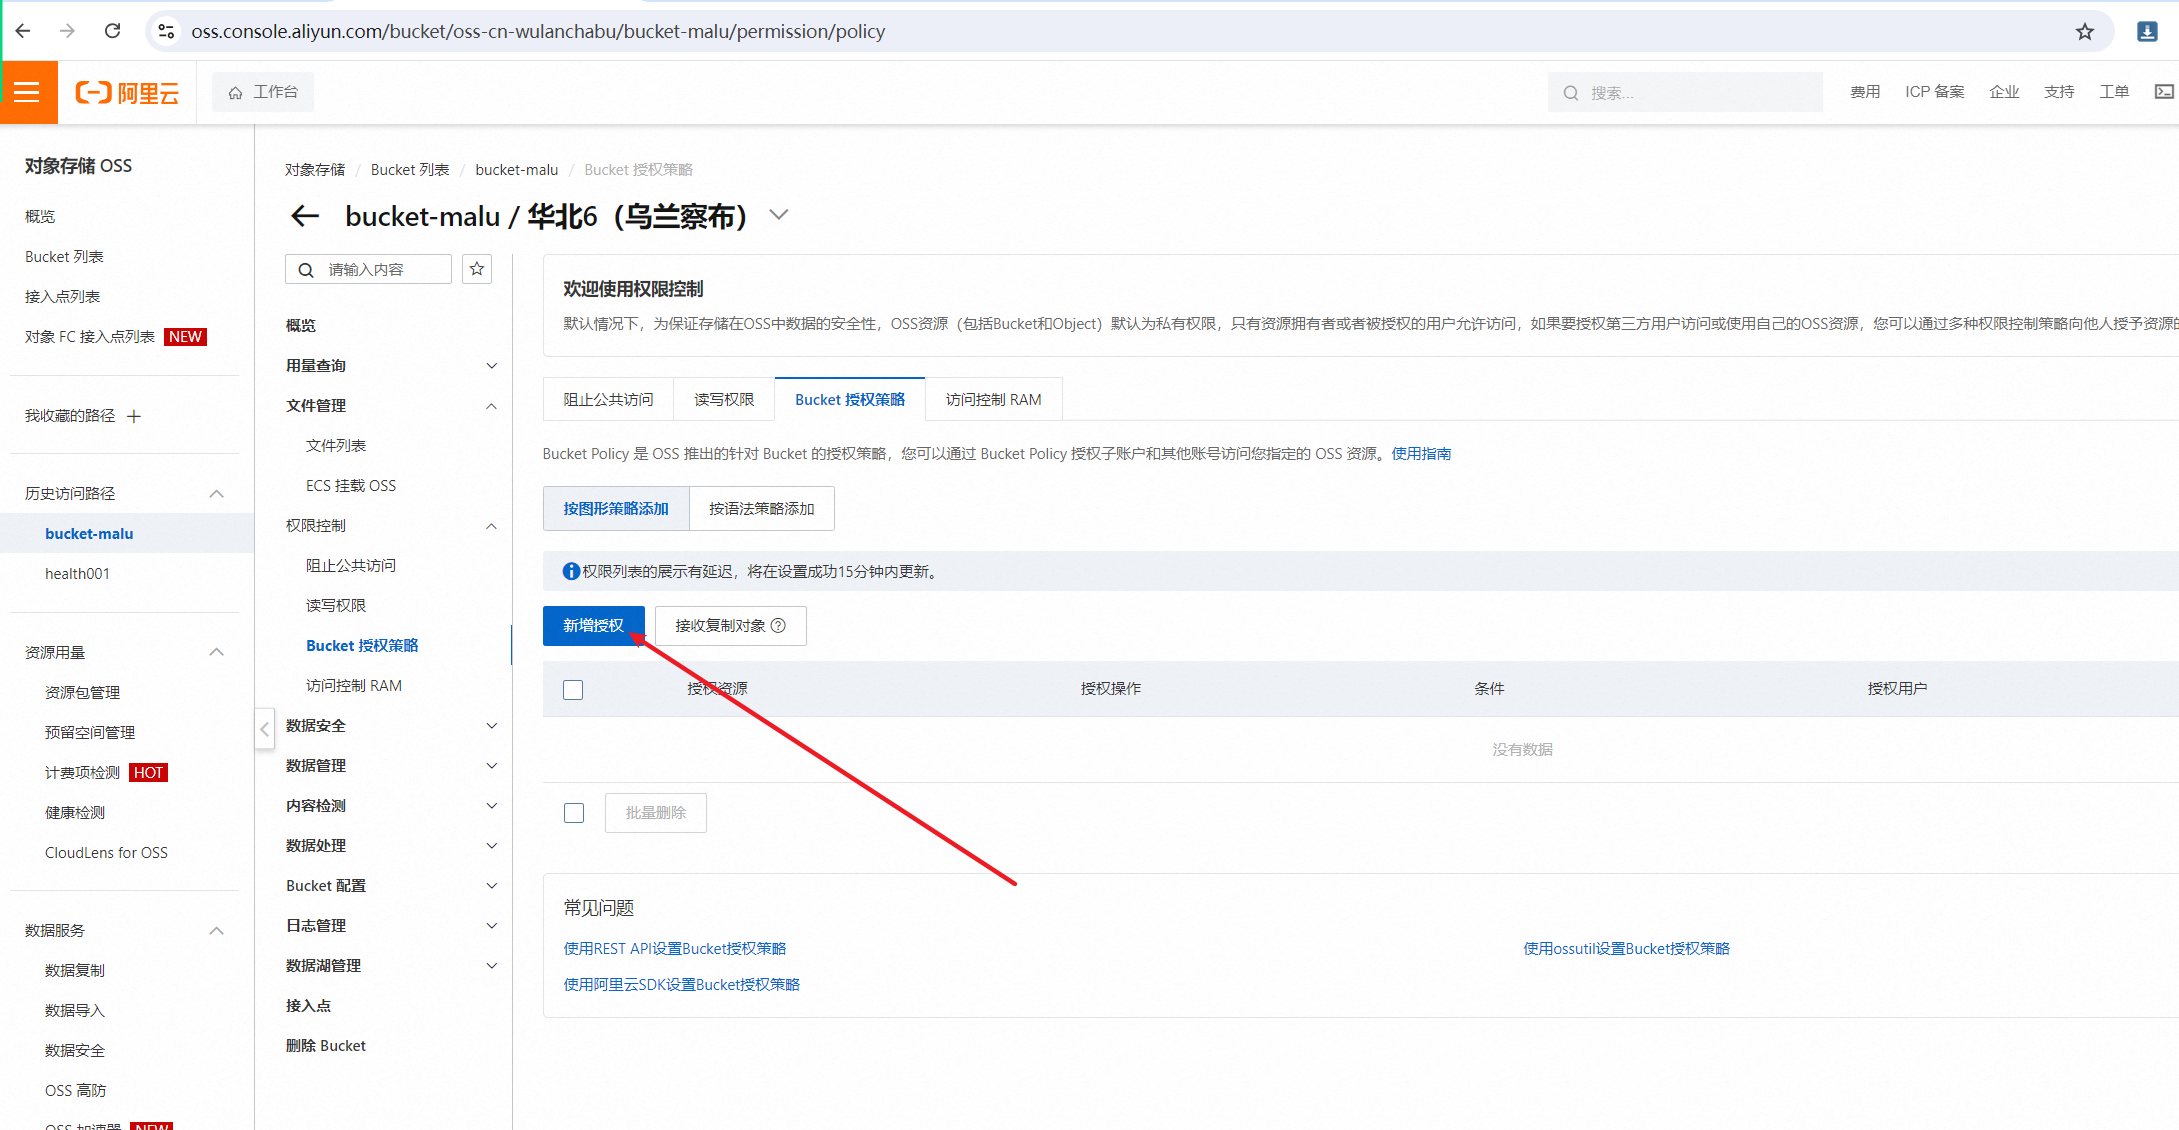 oss.console.aliyun.com/bucket/oss-cn-wulanchabu/bucket-malu/permission/policy
阿里云
工作台
搜索...
费用
ICP 备案
企业
支持
工单
对象存储 OSS
概览
Bucket 列表
接入点列表
对象 FC 接入点列表 NEW
我收藏的路径
历史访问路径
bucket-malu
health001
资源用量
资源包管理
预留空间管理
计费项检测 HOT
健康检测
CloudLens for OSS
数据服务
数据复制
数据导入
数据安全
OSS 高防
OSS 加速器 NEW
对象存储 / Bucket 列表 / bucket-malu / Bucket 授权策略
bucket-malu / 华北6（乌兰察布）
请输入内容
概览
用量查询
文件管理
文件列表
ECS 挂载 OSS
权限控制
阻止公共访问
读写权限
Bucket 授权策略
访问控制 RAM
数据安全
数据管理
内容检测
数据处理
Bucket 配置
日志管理
数据湖管理
接入点
删除 Bucket
欢迎使用权限控制
默认情况下，为保证存储在OSS中数据的安全性，OSS资源（包括Bucket和Object）默认为私有权限，只有资源拥有者或者被授权的用户允许访问，如果要授权第三方用户访问或使用自己的OSS资源，您可以通过多种权限控制策略向他人授予资源的
阻止公共访问
读写权限
Bucket 授权策略
访问控制 RAM
Bucket Policy 是 OSS 推出的针对 Bucket 的授权策略，您可以通过 Bucket Policy 授权子账户和其他账号访问您指定的 OSS 资源。使用指南
按图形策略添加
按语法策略添加
权限列表的展示有延迟，将在设置成功15分钟内更新。
新增授权
接收复制对象
授权资源
授权操作
条件
授权用户
没有数据
批量删除
常见问题
使用REST API设置Bucket授权策略
使用ossutil设置Bucket授权策略
使用阿里云SDK设置Bucket授权策略